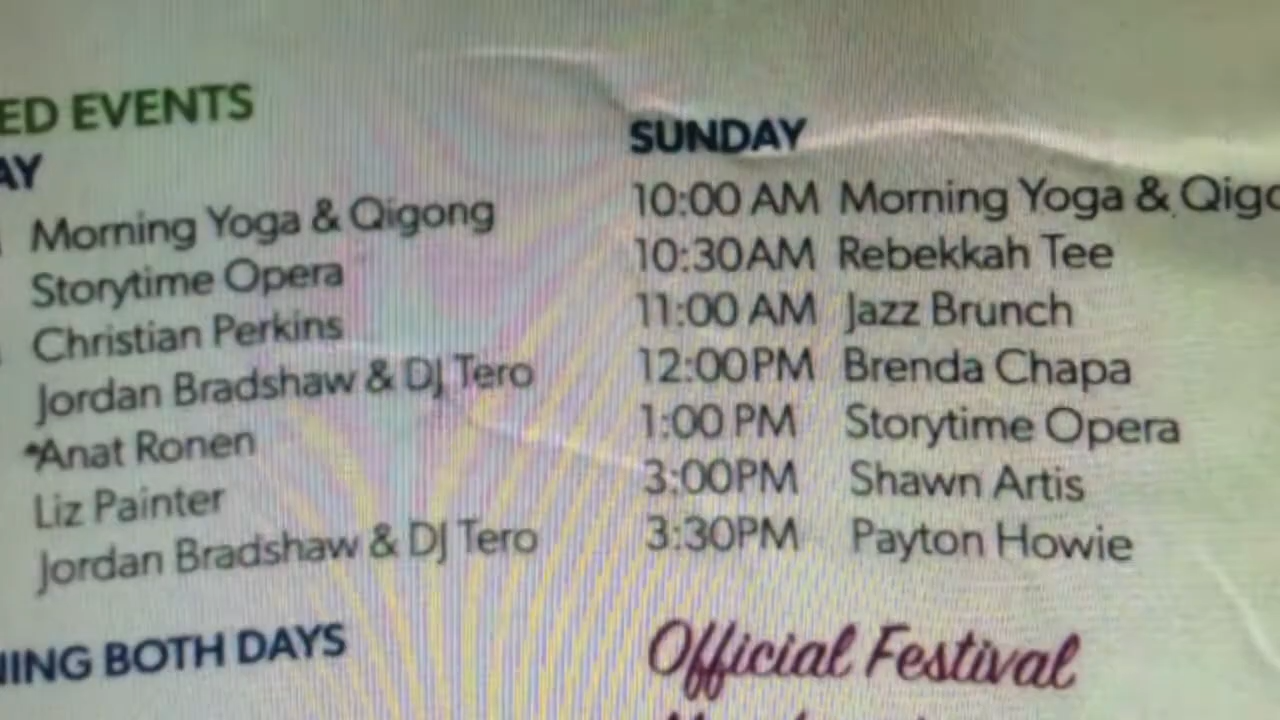 ED EVENTS
AY
Morning Yoga & Qigong
Storytime Opera
Christian Perkins
Jordan Bradshaw & DJ Tero
*Anat Ronen
Liz Painter
Jordan Bradshaw & DJ Tero
NING BOTH DAYS
SUNDAY
10:00 AM Morning Yoga & Qigo
10:30AM Rebekkah Tee
11:00 AM Jazz Brunch
12:00PM Brenda Chapa
1:00 PM Storytime Opera
3:00PM Shawn Artis
3:30PM Payton Howie
Official Festival